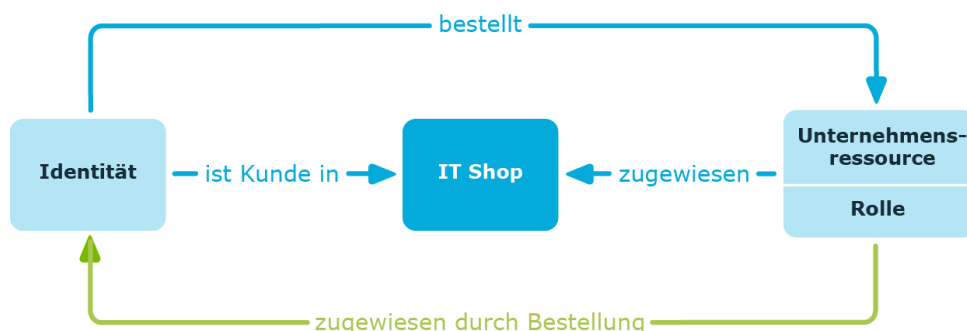 bestellt
Identität
ist Kunde in
IT Shop
zugewiesen
Unternehmens-
ressource
Rolle
zugewiesen durch Bestellung